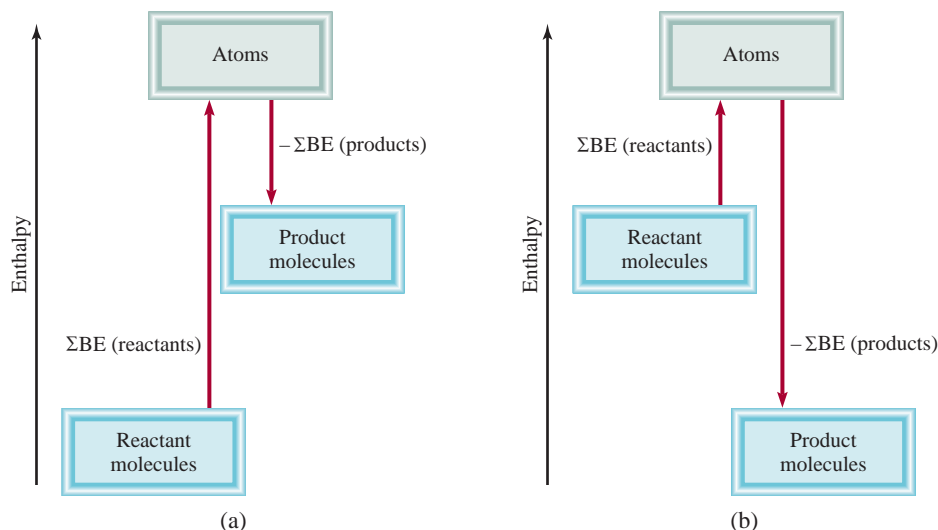 Enthalpy
Atoms
– ΣBE (products)
Product
molecules
ΣBE (reactants)
Reactant
molecules
(a)
Enthalpy
Atoms
ΣBE (reactants)
Reactant
molecules
– ΣBE (products)
Product
molecules
(b)